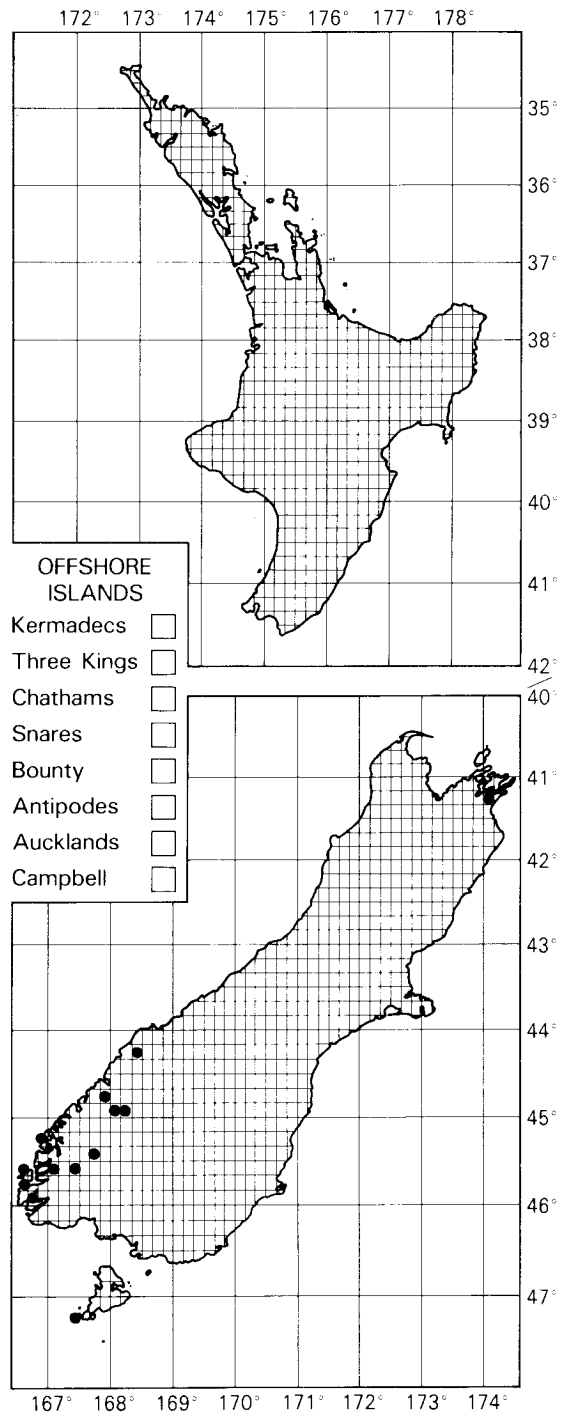 172° 173° 174° 175° 176° 177° 178°
35°
36°
37°
38°
39°
40°
41°
42°
OFFSHORE
ISLANDS
Kermadecs
Three Kings
Chathams
Snares
Bounty
Antipodes
Aucklands
Campbell
40°
41°
42°
43°
44°
45°
46°
47°
167° 168° 169° 170° 171° 172° 173° 174°